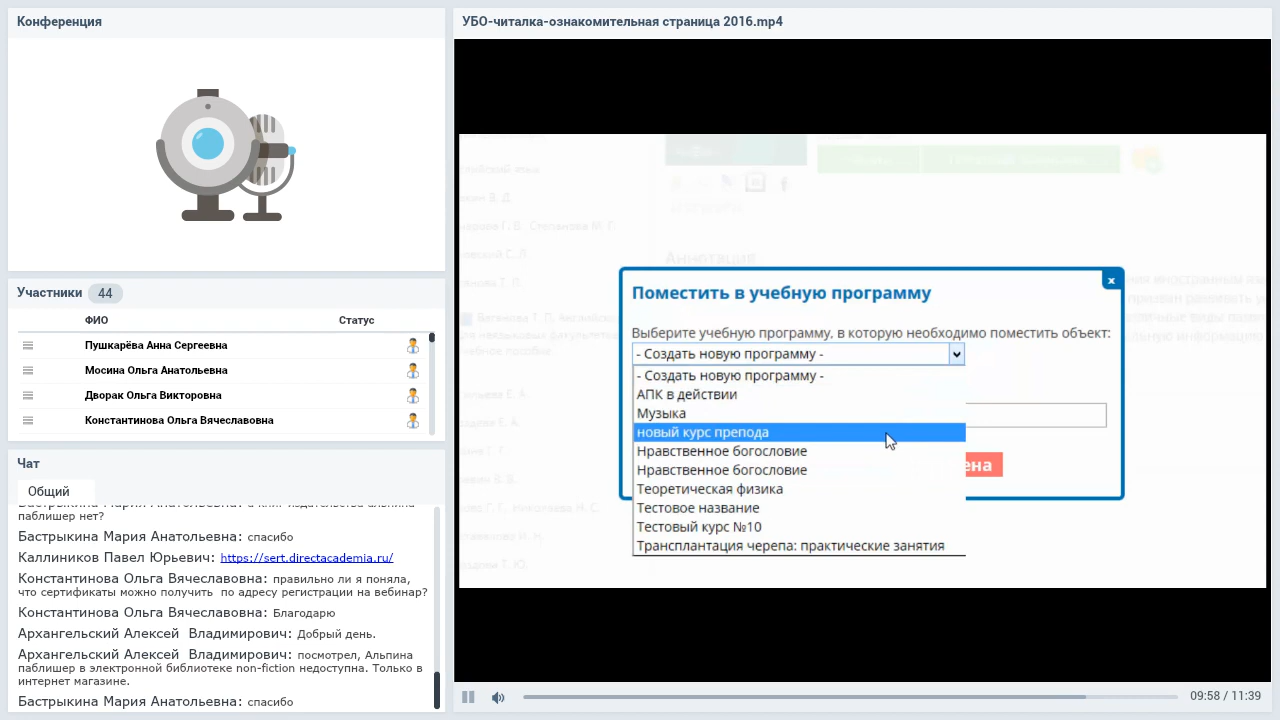 Конференция
УБО-читалка-ознакомительная страница 2016.mp4
Участники 44
ФИО Статус
Пушкарёва Анна Сергеевна
Мосина Ольга Анатольевна
Дворак Ольга Викторовна
Константинова Ольга Вячеславовна
Чат
Общий
паблишер нет?
Бастрыкина Мария Анатольевна: спасибо
Каллиников Павел Юрьевич: https://sert.directacademia.ru/
Константинова Ольга Вячеславовна: правильно ли я поняла,
что сертификаты можно получить по адресу регистрации на вебинар?
Константинова Ольга Вячеславовна: Благодарю
Архангельский Алексей Владимирович: Добрый день.
Архангельский Алексей Владимирович: посмотрел, Альпина
паблишер в электронной библиотеке non-fiction недоступна. Только в
интернет магазине.
Бастрыкина Мария Анатольевна: спасибо
Аннотация
Поместить в учебную программу
x
Выберите учебную программу, в которую необходимо поместить объект:
- Создать новую программу -
- Создать новую программу -
АПК в действии
Музыка
новый курс препода
Нравственное богословие
Нравственное богословие
Теоретическая физика
Тестовое название
Тестовый курс №10
Трансплантация черепа: практические занятия
ена
09:58 / 11:39